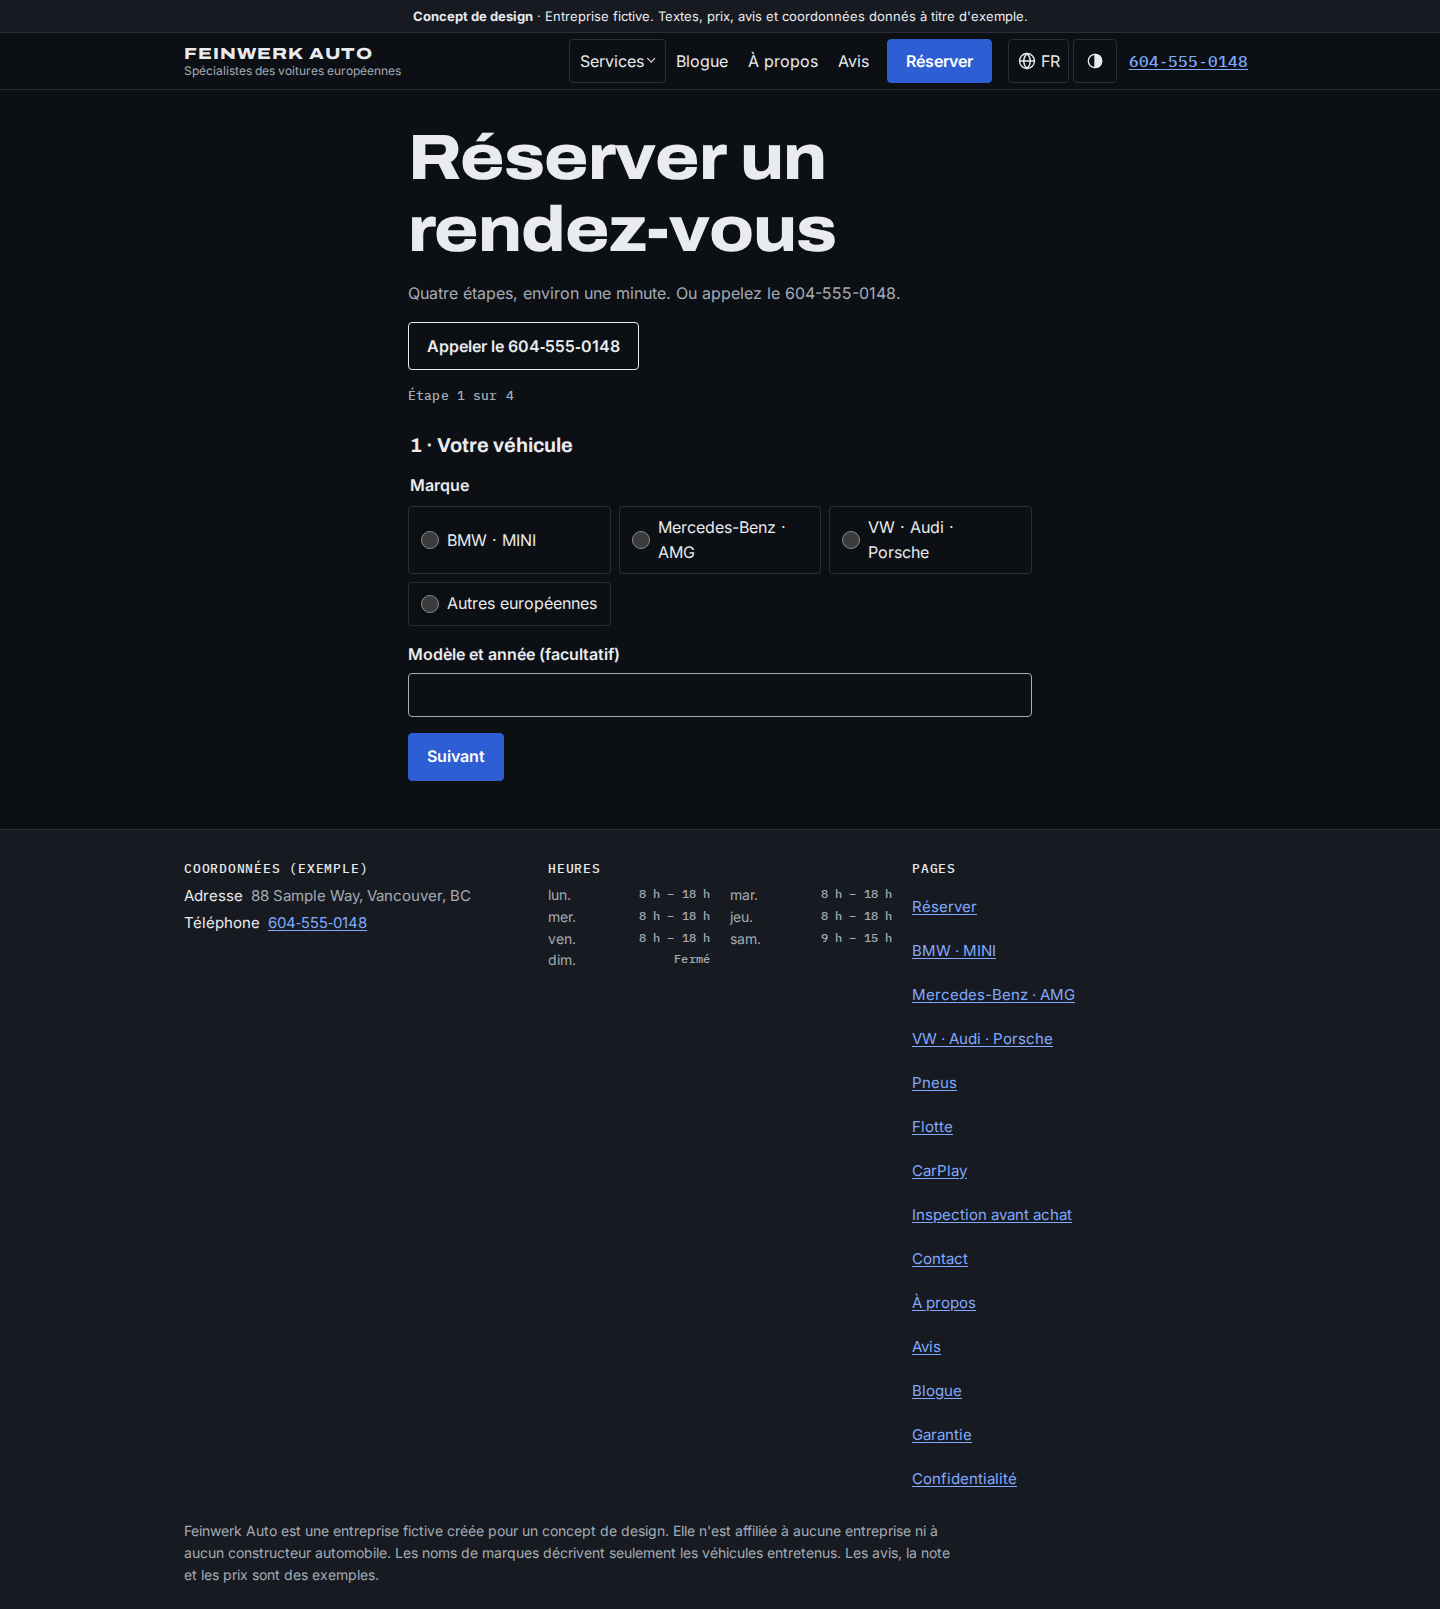 Concept de design · Entreprise fictive. Textes, prix, avis et coordonnées donnés à titre d'exemple.
FEINWERK AUTO
Spécialistes des voitures européennes
Services
Blogue
À propos
Avis
Réserver
FR
604-555-0148
Réserver un
rendez-vous
Quatre étapes, environ une minute. Ou appelez le 604-555-0148.
Appeler le 604-555-0148
Étape 1 sur 4
1 · Votre véhicule
Marque
BMW · MINI
Mercedes-Benz ·
AMG
VW · Audi ·
Porsche
Autres européennes
Modèle et année (facultatif)
Suivant
COORDONNÉES (EXEMPLE)
Adresse 88 Sample Way, Vancouver, BC
Téléphone 604-555-0148
HEURES
lun. 8 h – 18 h mar. 8 h – 18 h
mer. 8 h – 18 h jeu. 8 h – 18 h
ven. 8 h – 18 h sam. 9 h – 15 h
dim. Fermé
PAGES
Réserver
BMW · MINI
Mercedes-Benz · AMG
VW · Audi · Porsche
Pneus
Flotte
CarPlay
Inspection avant achat
Contact
À propos
Avis
Blogue
Garantie
Confidentialité
Feinwerk Auto est une entreprise fictive créée pour un concept de design. Elle n'est affiliée à aucune entreprise ni à
aucun constructeur automobile. Les noms de marques décrivent seulement les véhicules entretenus. Les avis, la note
et les prix sont des exemples.